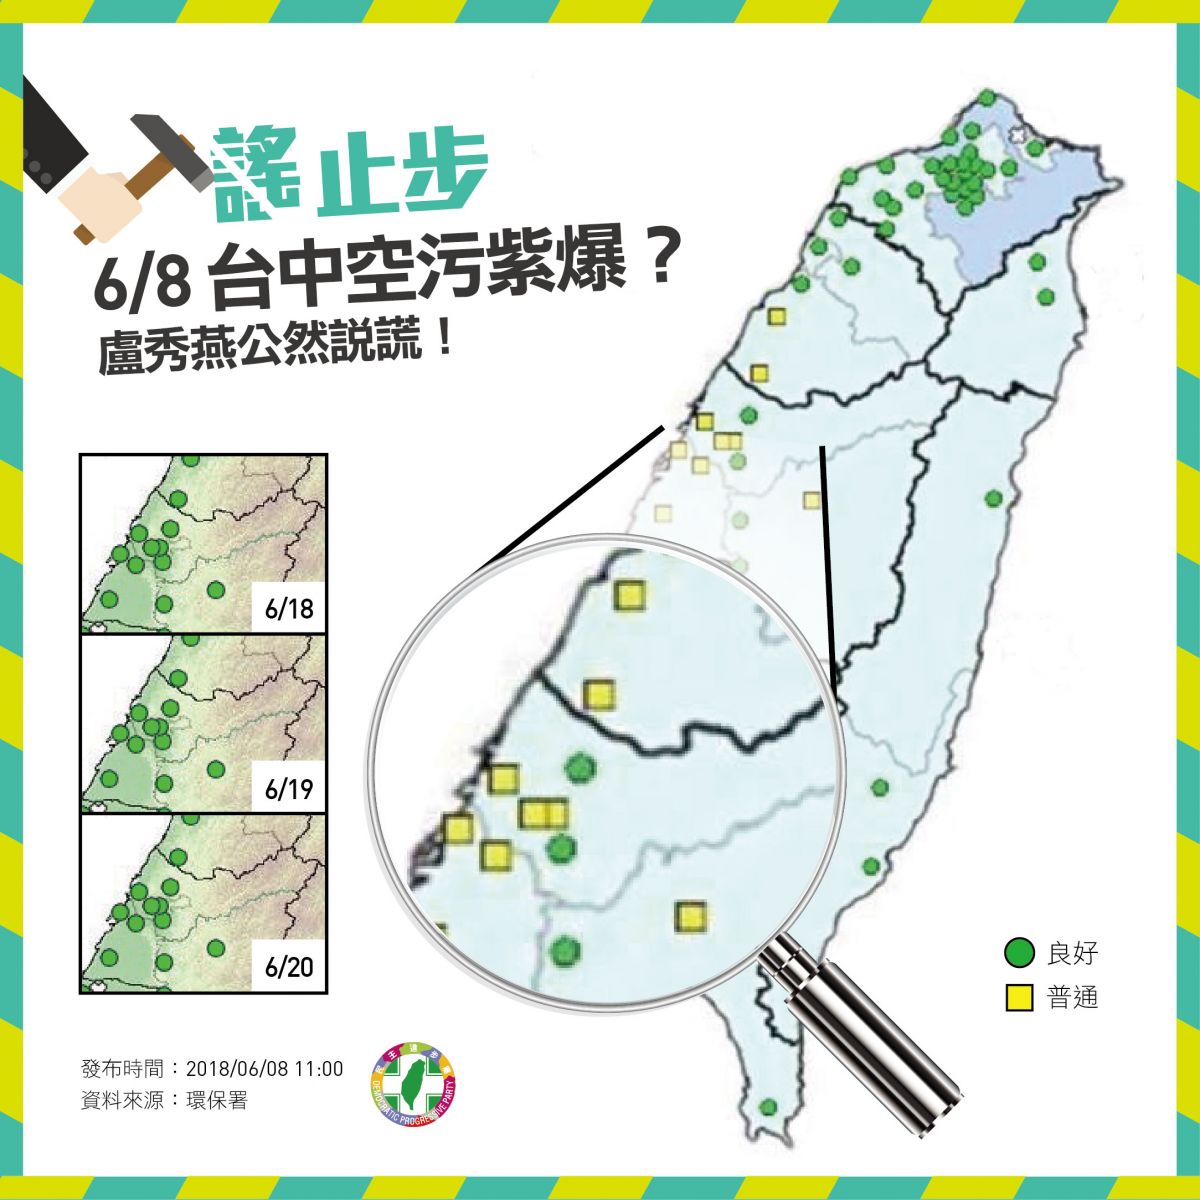 謠止步
6/8 台中空污紫爆？
盧秀燕公然說謊！
6/18
6/19
6/20
良好
普通
發布時間：2018/06/08 11:00
資料來源：環保署
民主進步黨
DEMOCRATIC PROGRESSIVE PARTY